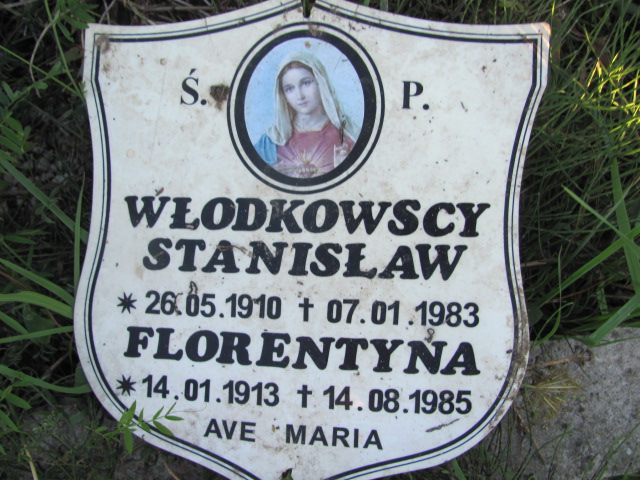 Ś. P.
WŁODKOWSCY
STANISŁAW
* 26.05.1910 † 07.01.1983
FLORENTYNA
* 14.01.1913 † 14.08.1985
AVE MARIA